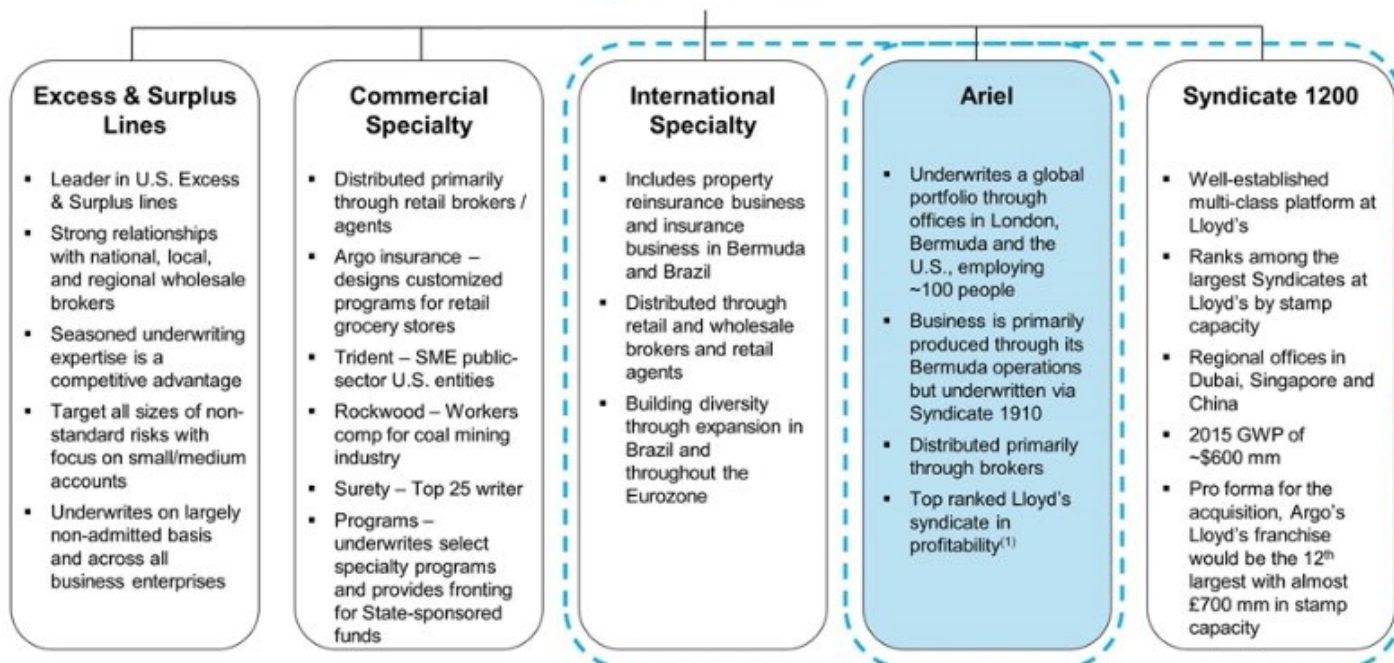 Excess & Surplus
Lines
▪ Leader in U.S. Excess
& Surplus lines
▪ Strong relationships
with national, local,
and regional wholesale
brokers
▪ Seasoned underwriting
expertise is a
competitive advantage
▪ Target all sizes of non-
standard risks with
focus on small/medium
accounts
▪ Underwrites on largely
non-admitted basis
and across all
business enterprises
Commercial
Specialty
▪ Distributed primarily
through retail brokers /
agents
▪ Argo insurance –
designs customized
programs for retail
grocery stores
▪ Trident – SME public-
sector U.S. entities
▪ Rockwood – Workers
comp for coal mining
industry
▪ Surety – Top 25 writer
▪ Programs –
underwrites select
specialty programs
and provides fronting
for State-sponsored
funds
International
Specialty
▪ Includes property
reinsurance business
and insurance
business in Bermuda
and Brazil
▪ Distributed through
retail and wholesale
brokers and retail
agents
▪ Building diversity
through expansion in
Brazil and
throughout the
Eurozone
Ariel
▪ Underwrites a global
portfolio through
offices in London,
Bermuda and the
U.S., employing
~100 people
▪ Business is primarily
produced through its
Bermuda operations
but underwritten via
Syndicate 1910
▪ Distributed primarily
through brokers
▪ Top ranked Lloyd's
syndicate in
profitability(1)
Syndicate 1200
▪ Well-established
multi-class platform at
Lloyd's
▪ Ranks among the
largest Syndicates at
Lloyd's by stamp
capacity
▪ Regional offices in
Dubai, Singapore and
China
▪ 2015 GWP of
~$600 mm
▪ Pro forma for the
acquisition, Argo's
Lloyd's franchise
would be the 12th
largest with almost
£700 mm in stamp
capacity